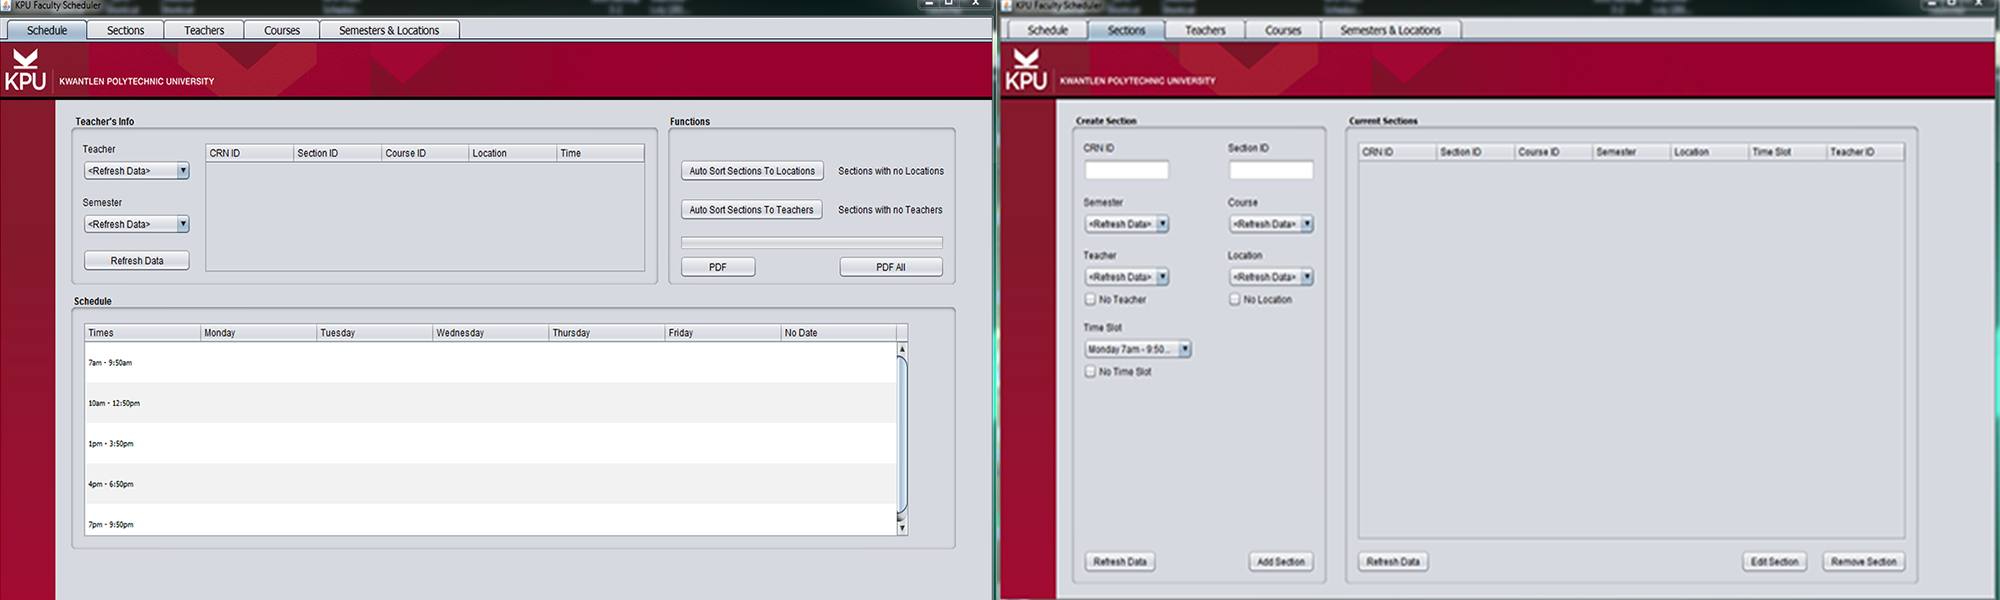 KPU Faculty Scheduler
Schedule
Sections
Teachers
Courses
Semesters & Locations
KPU
KWANTLEN POLYTECHNIC UNIVERSITY
Teacher's Info
Teacher
<Refresh Data>
Semester
<Refresh Data>
Refresh Data
CRN ID
Section ID
Course ID
Location
Time
Functions
Auto Sort Sections To Locations
Sections with no Locations
Auto Sort Sections To Teachers
Sections with no Teachers
PDF
PDF All
Schedule
Times
Monday
Tuesday
Wednesday
Thursday
Friday
No Date
7am - 9:50am
10am - 12:50pm
1pm - 3:50pm
4pm - 6:50pm
7pm - 9:50pm
KPU Faculty Scheduler
Schedule
Sections
Teachers
Courses
Semesters & Locations
KPU
KWANTLEN POLYTECHNIC UNIVERSITY
Create Section
CRN ID
Section ID
Semester
Course
<Refresh Data>
<Refresh Data>
Teacher
Location
<Refresh Data>
<Refresh Data>
No Teacher
No Location
Time Slot
Monday 7am - 9:50...
No Time Slot
Refresh Data
Add Section
Current Sections
CRN ID
Section ID
Course ID
Semester
Location
Time Slot
Teacher ID
Refresh Data
Edit Section
Remove Section